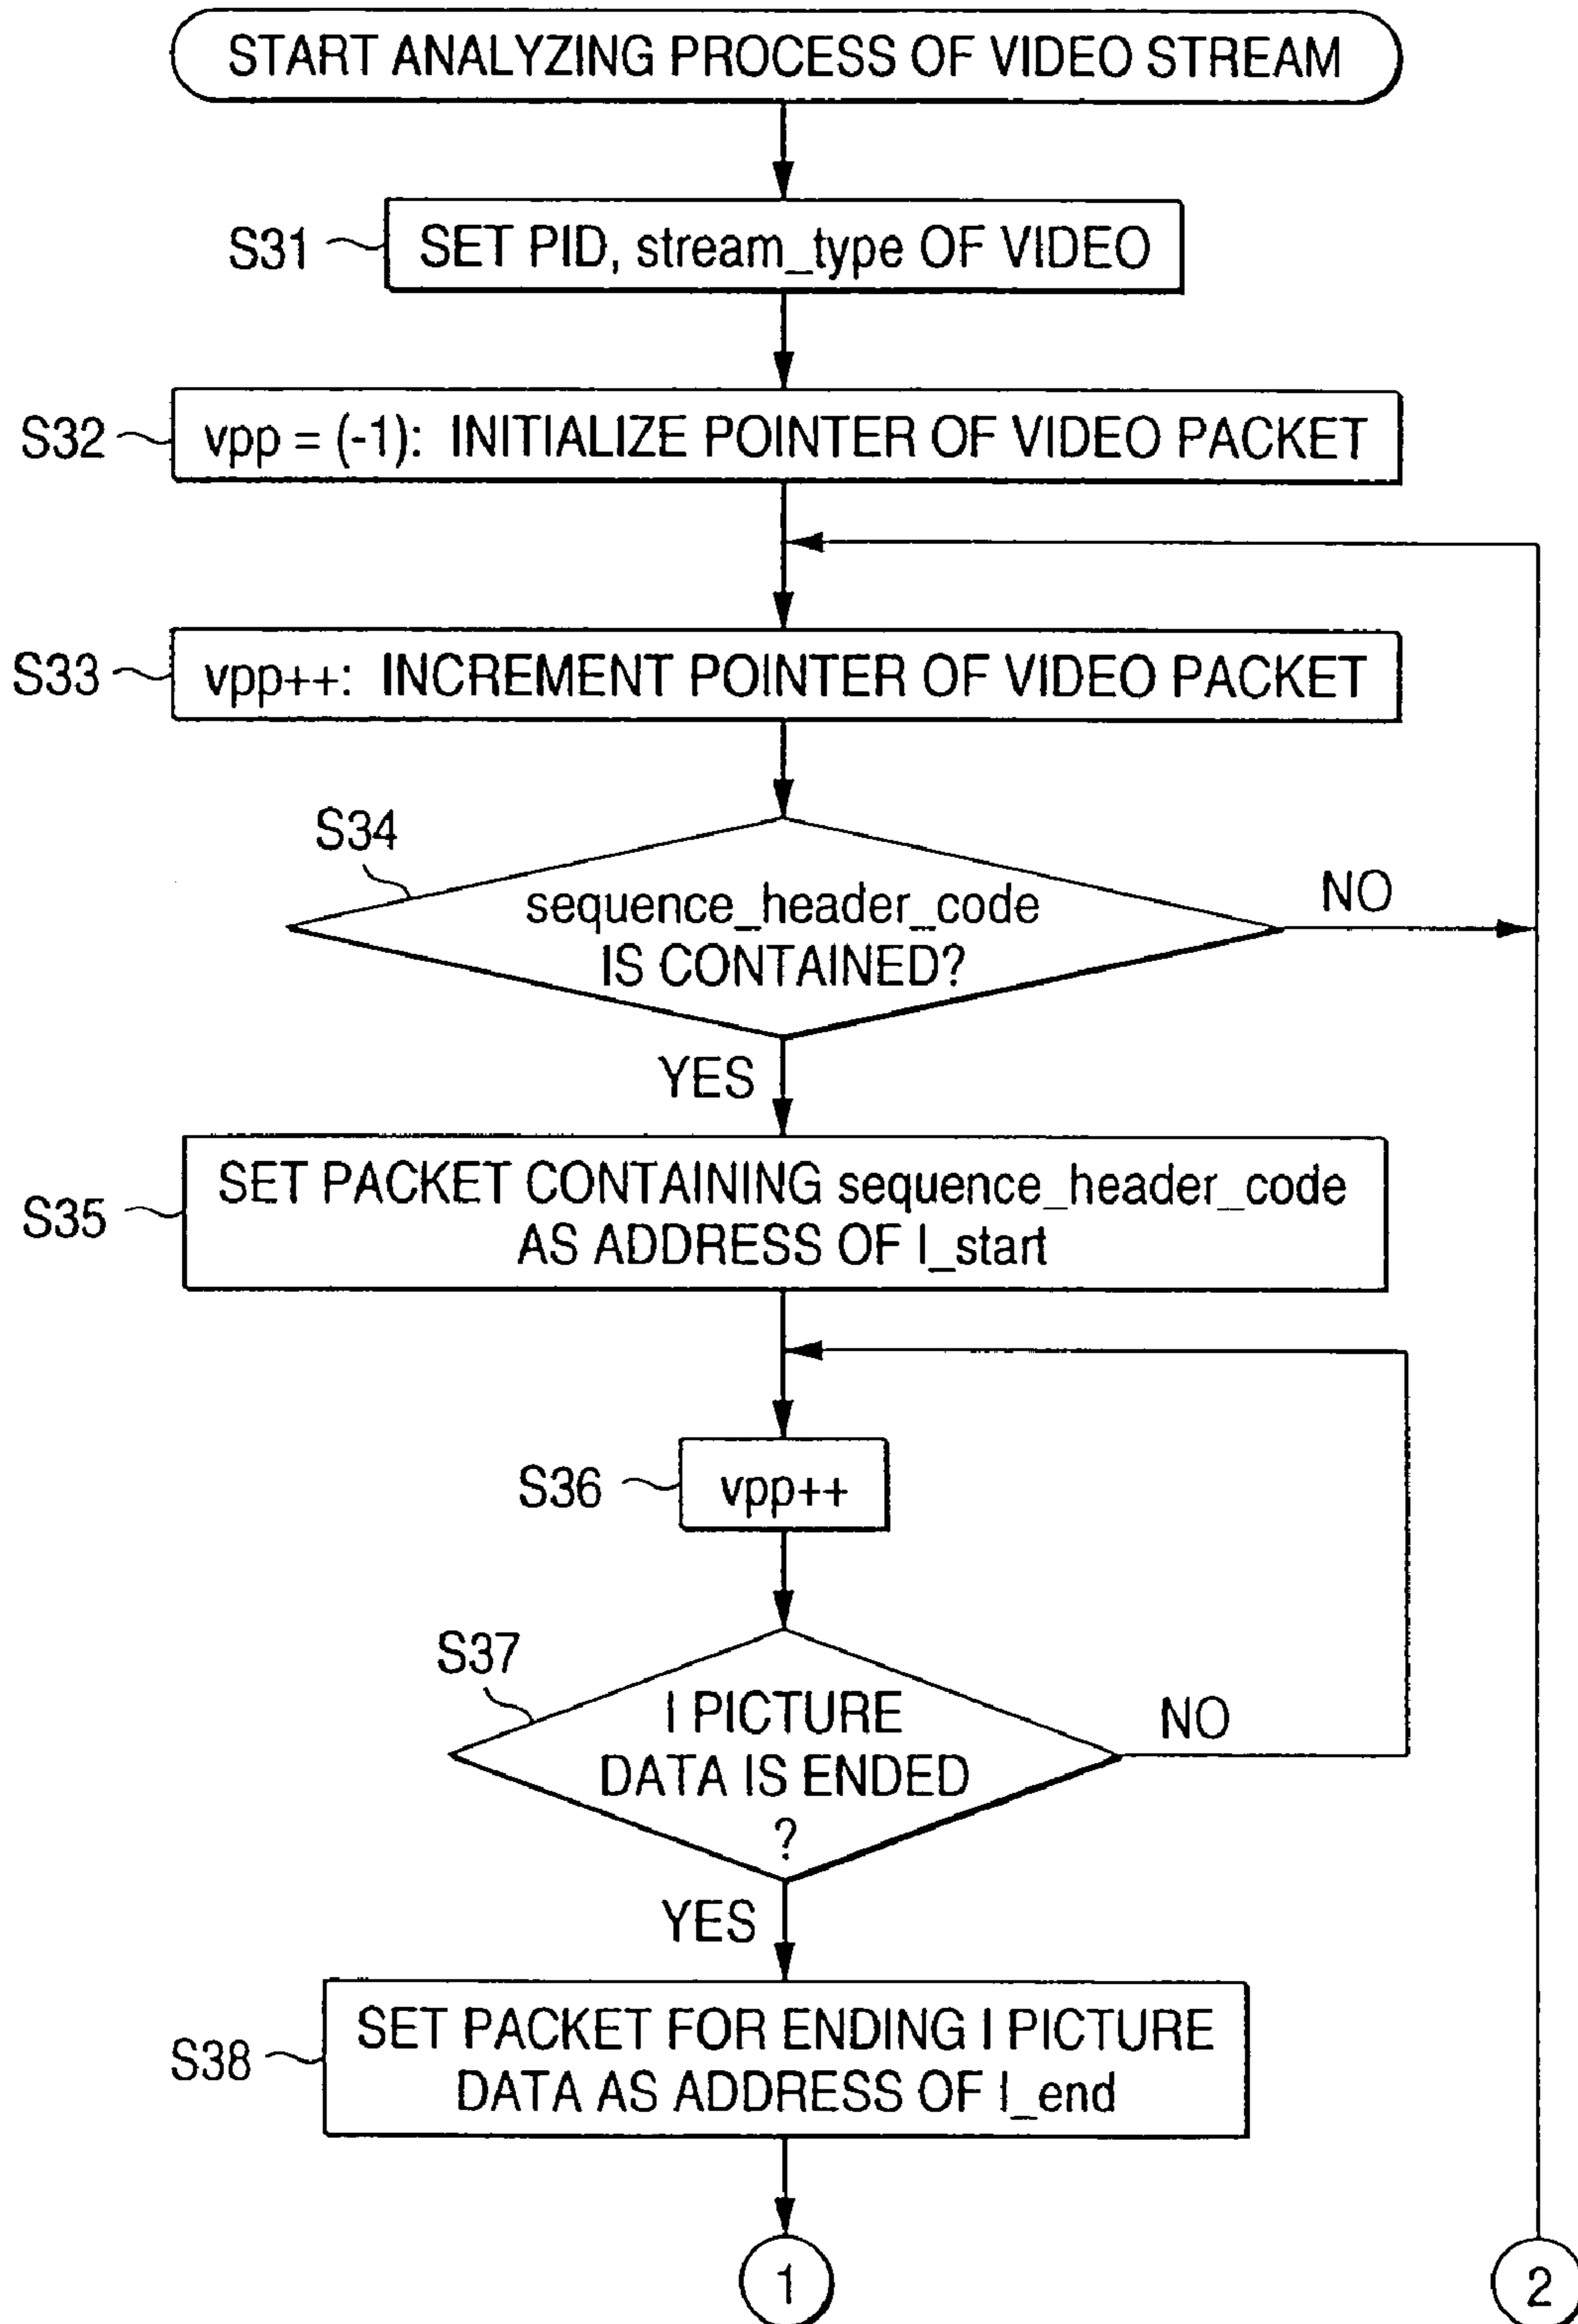 START ANALYZING PROCESS OF VIDEO STREAM
S31
SET PID, stream_type OF VIDEO
S32
vpp = (-1): INITIALIZE POINTER OF VIDEO PACKET
S33
vpp++: INCREMENT POINTER OF VIDEO PACKET
S34
sequence_header_code
IS CONTAINED?
NO
YES
S35
SET PACKET CONTAINING sequence_header_code
AS ADDRESS OF I_start
S36
vpp++
S37
I PICTURE
DATA IS ENDED
?
NO
YES
S38
SET PACKET FOR ENDING I PICTURE
DATA AS ADDRESS OF I_end
1
2